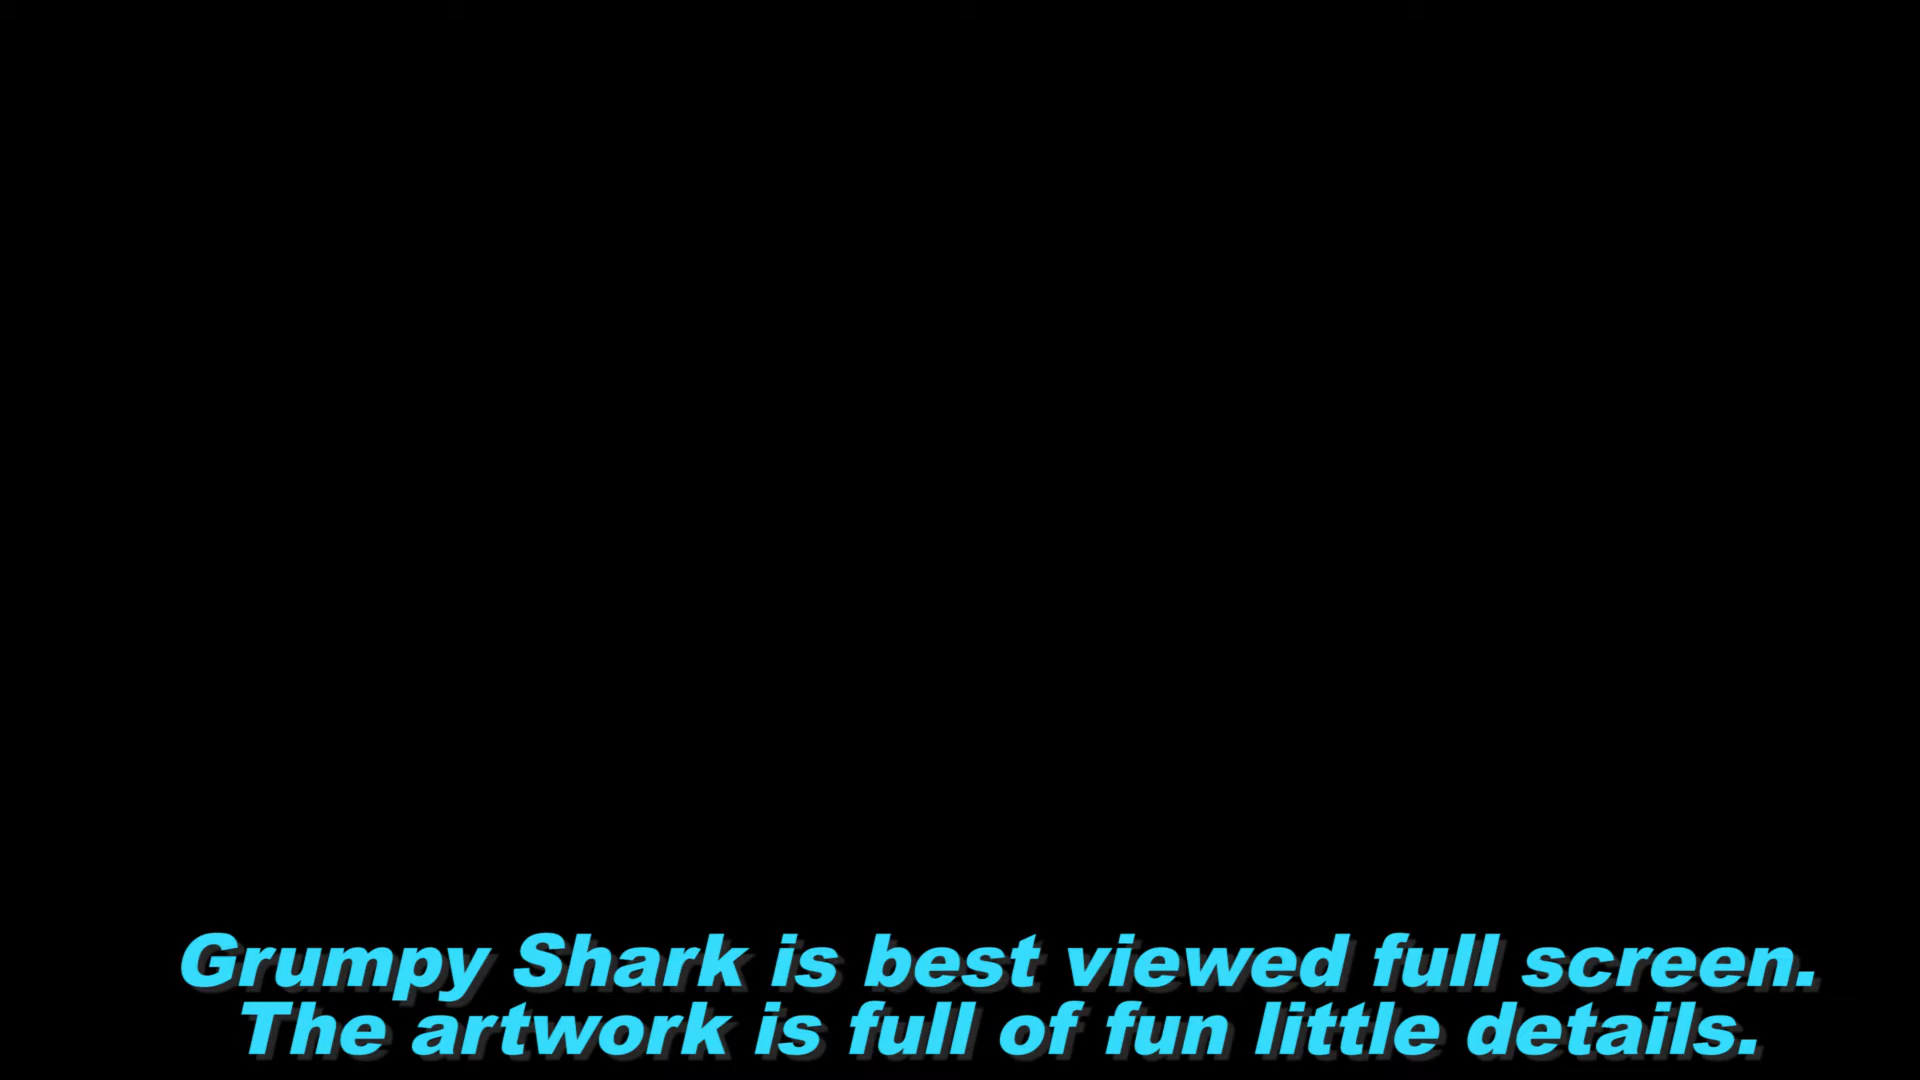 Grumpy Shark is best viewed full screen.
The artwork is full of fun little details.